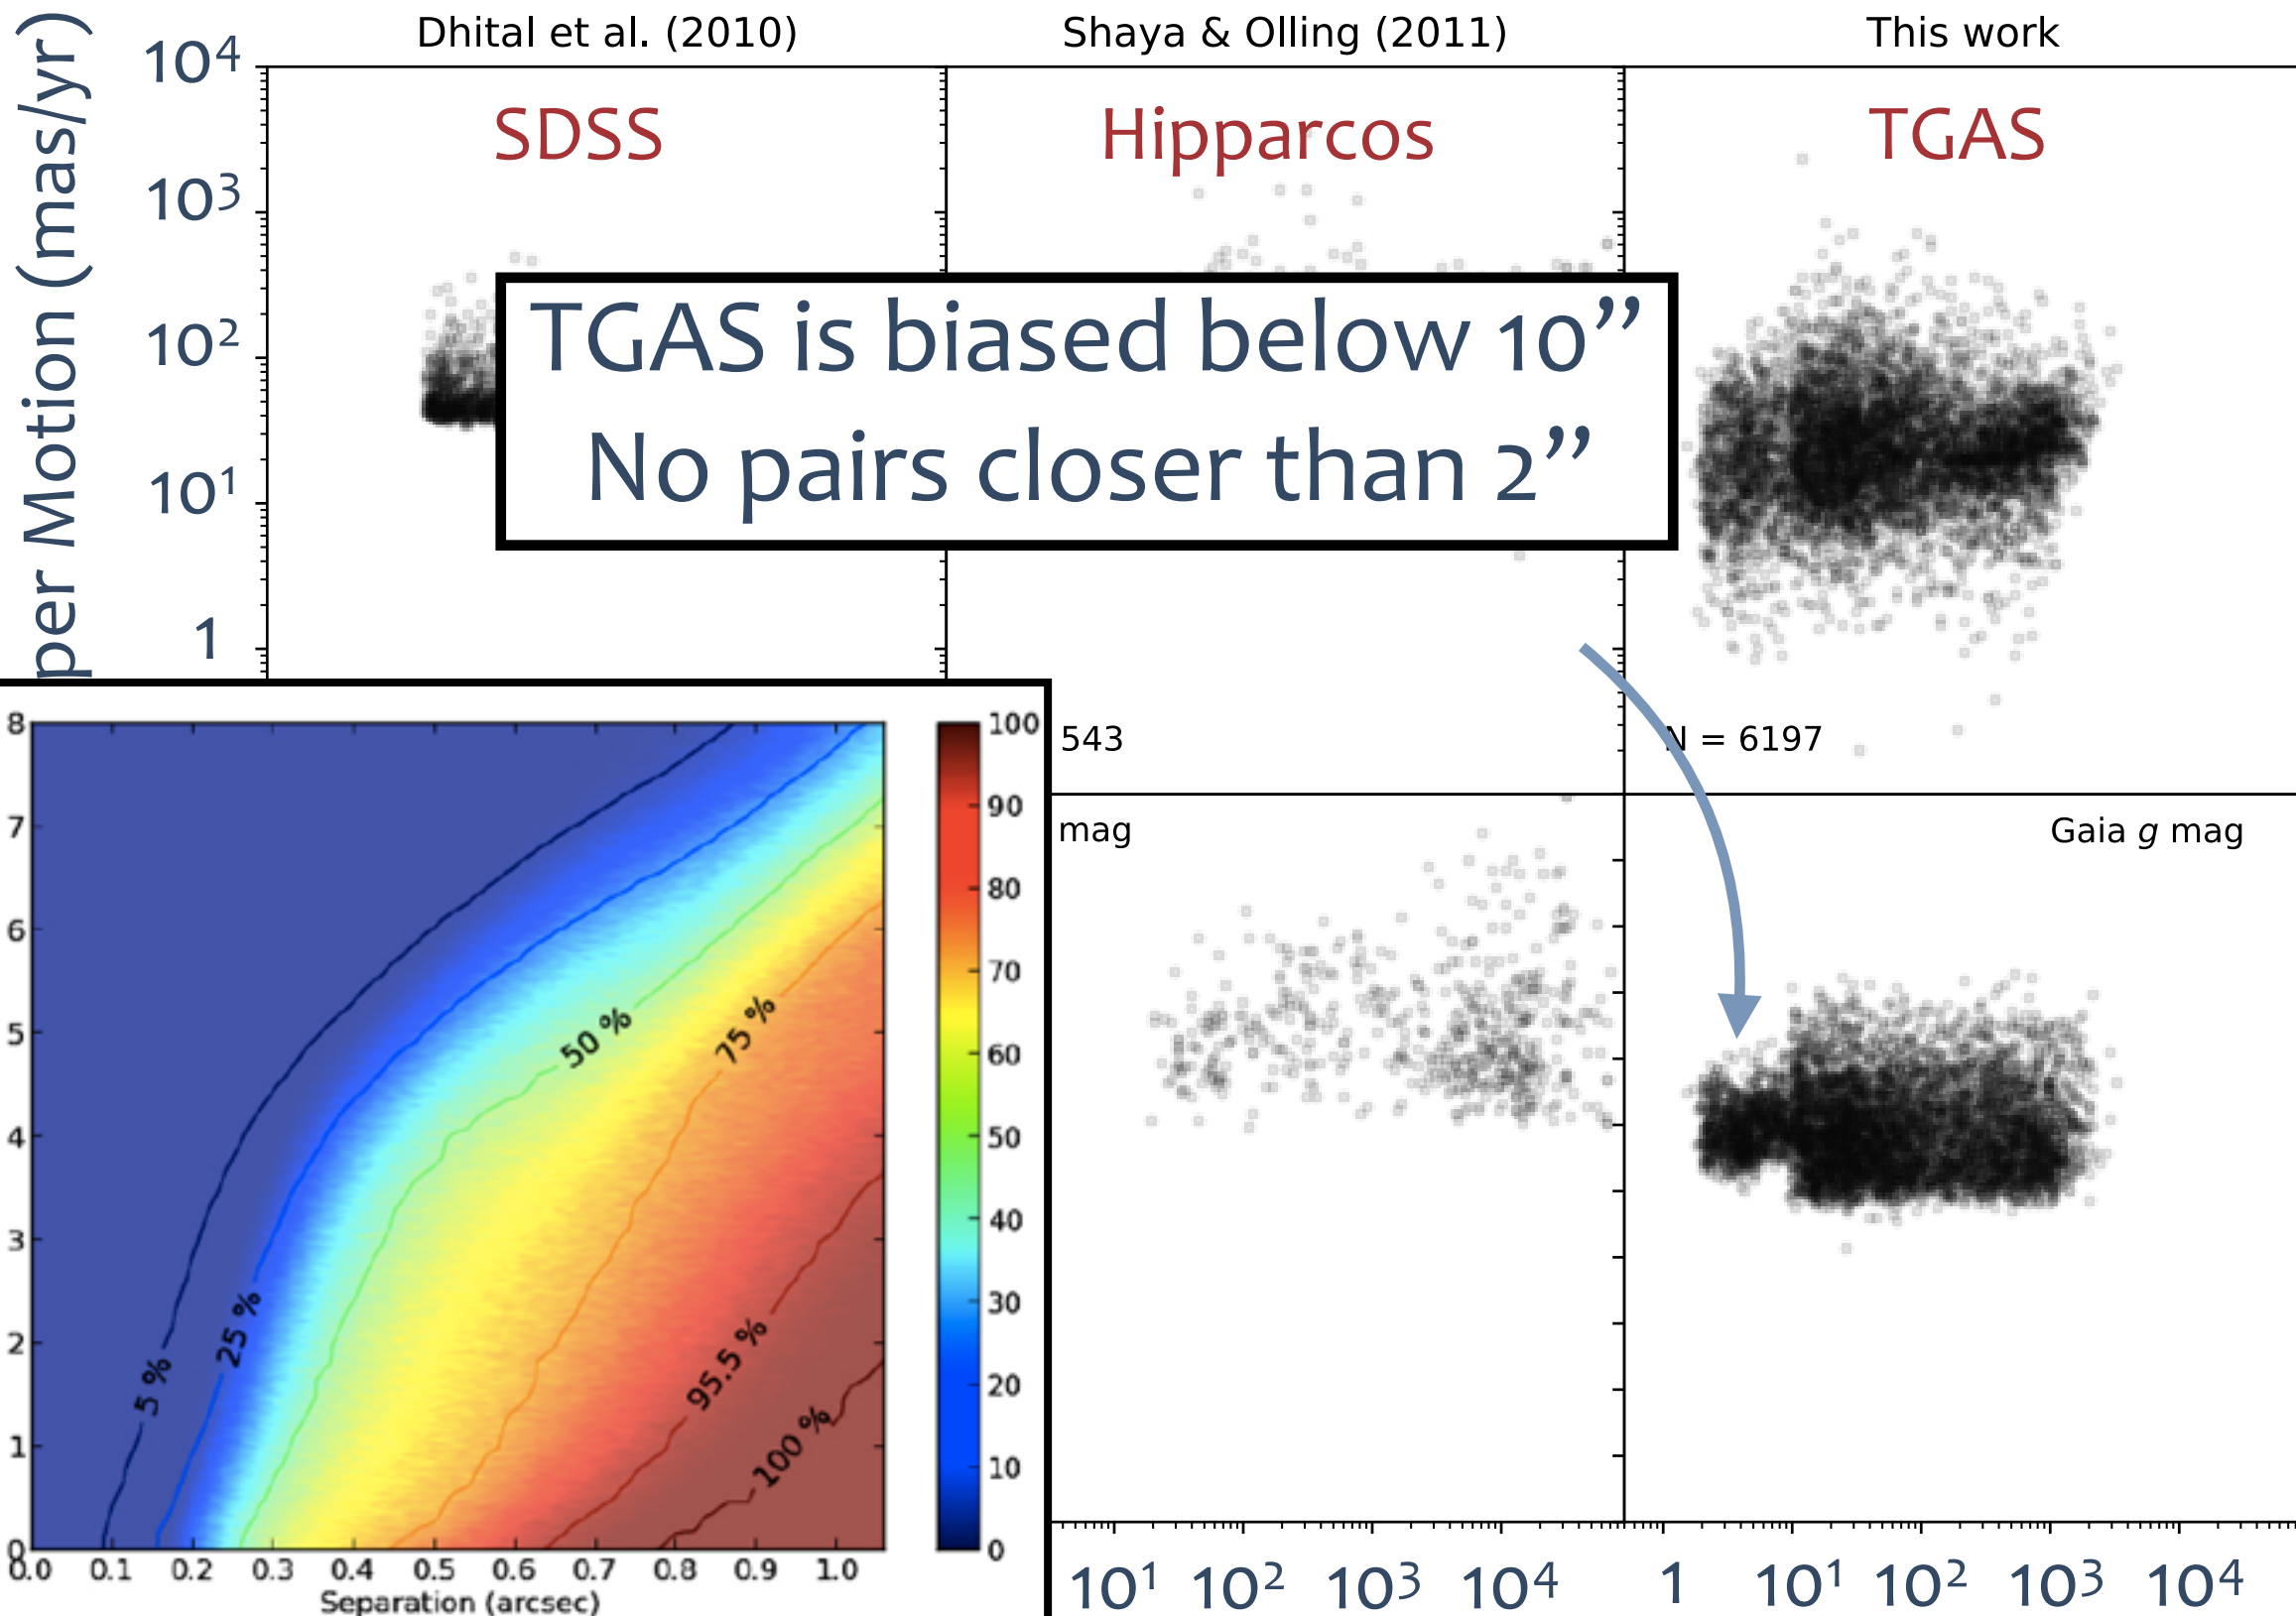 Dhital et al. (2010)
Shaya & Olling (2011)
This work
per Motion (mas/yr)
10⁴
10³
10²
10¹
1
SDSS
Hipparcos
TGAS
TGAS is biased below 10”
No pairs closer than 2”
543
N = 6197
mag
Gaia g mag
8
7
6
5
4
3
2
1
0
5 %
25 %
50 %
75 %
95.5 %
100 %
100
90
80
70
60
50
40
30
20
10
0
0.0 0.1 0.2 0.3 0.4 0.5 0.6 0.7 0.8 0.9 1.0
Separation (arcsec)
10¹ 10² 10³ 10⁴
1 10¹ 10² 10³ 10⁴